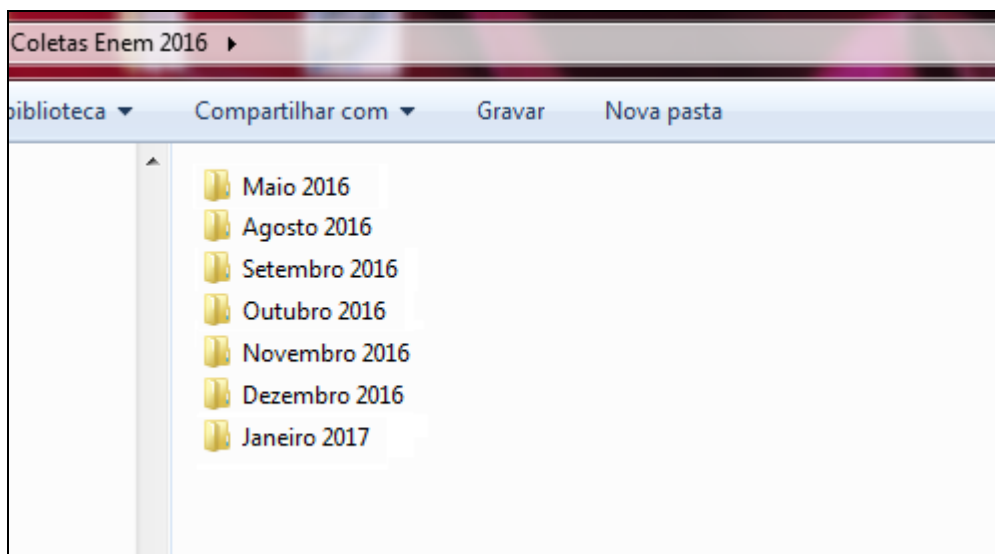 Coletas Enem 2016
Compartilhar com Gravar Nova pasta
Maio 2016
Agosto 2016
Setembro 2016
Outubro 2016
Novembro 2016
Dezembro 2016
Janeiro 2017